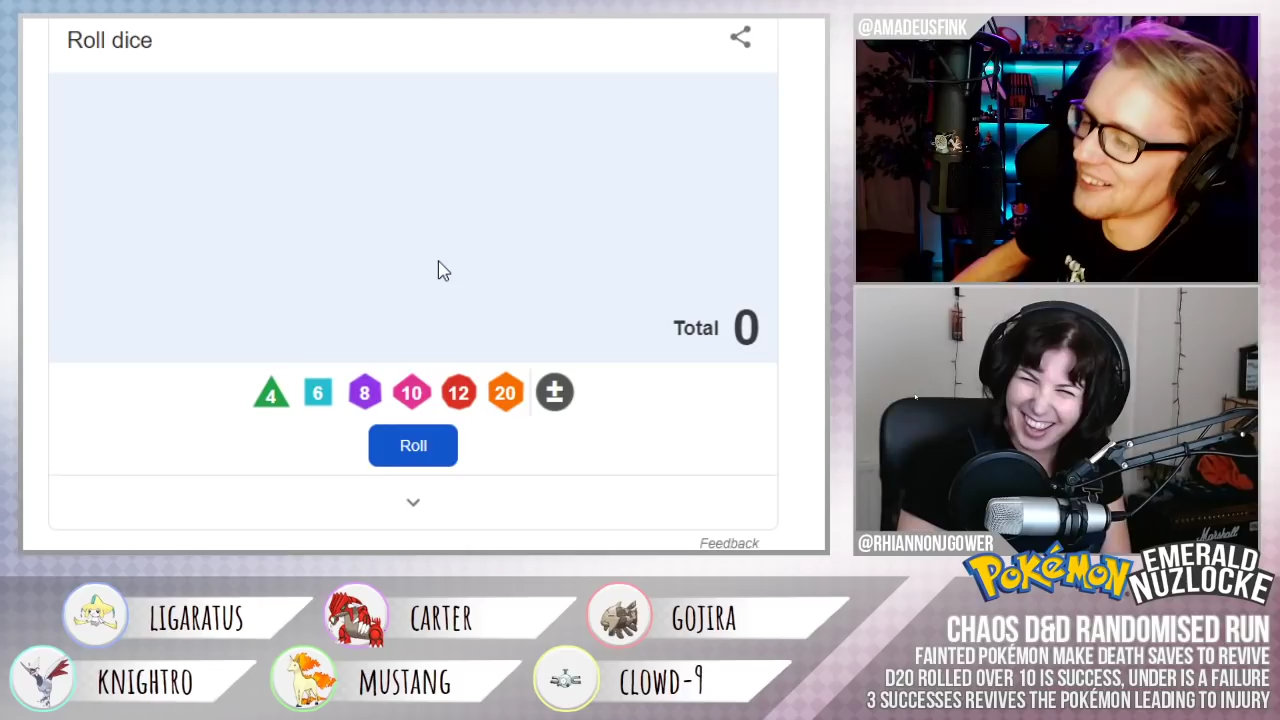 Roll dice
Total 0
4 6 8 10 12 20 ±
Roll
Feedback
@AMADEUSFINK
@RHIANNONJGOWER
Marshall
POKéMON
EMERALD
NUZLOCKE
LIGARATUS CARTER GOJIRA
KNIGHTRO MUSTANG CLOWD-9
CHAOS D&D RANDOMISED RUN
FAINTED POKÉMON MAKE DEATH SAVES TO REVIVE
D20 ROLLED OVER 10 IS SUCCESS, UNDER IS A FAILURE
3 SUCCESSES REVIVES THE POKÉMON LEADING TO INJURY